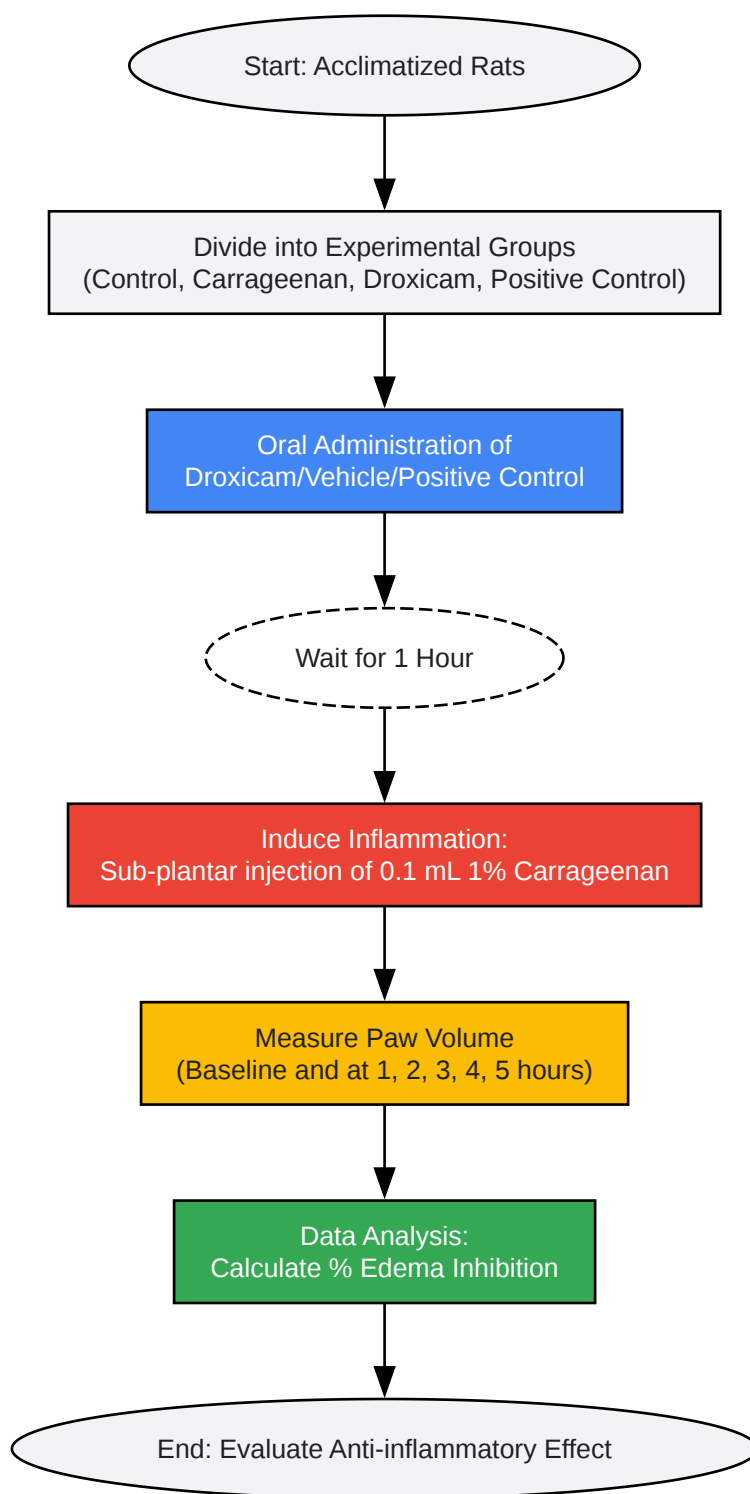 Start: Acclimatized Rats
Divide into Experimental Groups
(Control, Carrageenan, Droxicam, Positive Control)
Oral Administration of
Droxicam/Vehicle/Positive Control
Wait for 1 Hour
Induce Inflammation:
Sub-plantar injection of 0.1 mL 1% Carrageenan
Measure Paw Volume
(Baseline and at 1, 2, 3, 4, 5 hours)
Data Analysis:
Calculate % Edema Inhibition
End: Evaluate Anti-inflammatory Effect